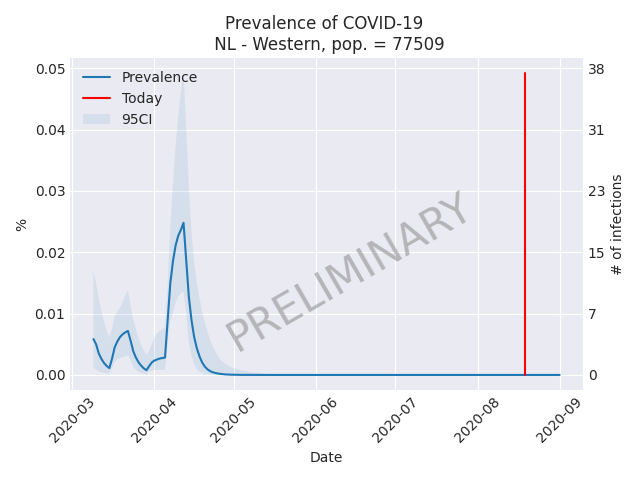 Prevalence of COVID-19
NL - Western, pop. = 77509
Prevalence
Today
95CI
PRELIMINARY
0.05
0.04
0.03
0.02
0.01
0.00
%
38
31
23
15
7
0
# of infections
2020-03
2020-04
2020-05
2020-06
2020-07
2020-08
2020-09
Date